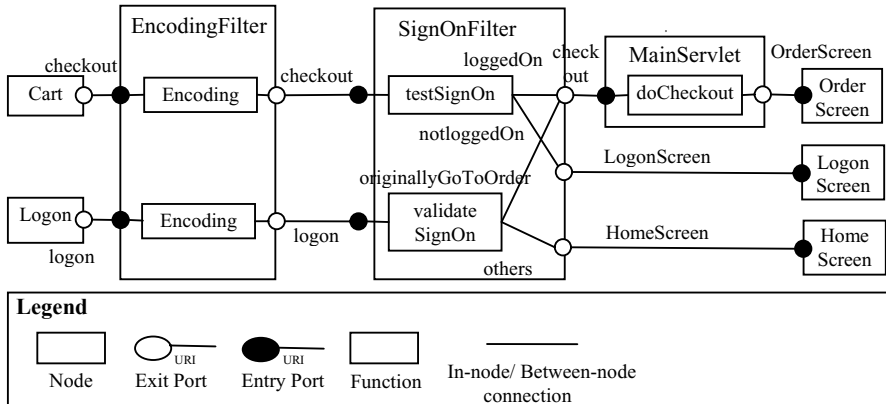 EncodingFilter
SignOnFilter
MainServlet
OrderScreen
checkout
checkout
loggedOn
check
out
Cart
Encoding
testSignOn
doCheckout
Order
Screen
notloggedOn
LogonScreen
Logon
Screen
originallyGoToOrder
Logon
Encoding
validate
SignOn
HomeScreen
Home
Screen
logon
logon
others
Legend
URI
URI
Node
Exit Port
Entry Port
Function
In-node/ Between-node
connection